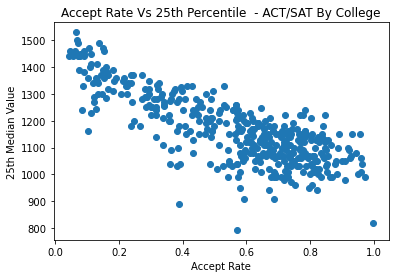 Accept Rate Vs 25th Percentile  - ACT/SAT By College
1500
1400
1300
1200
1100
1000
900
800
25th Median Value
0.0 0.2 0.4 0.6 0.8 1.0
Accept Rate